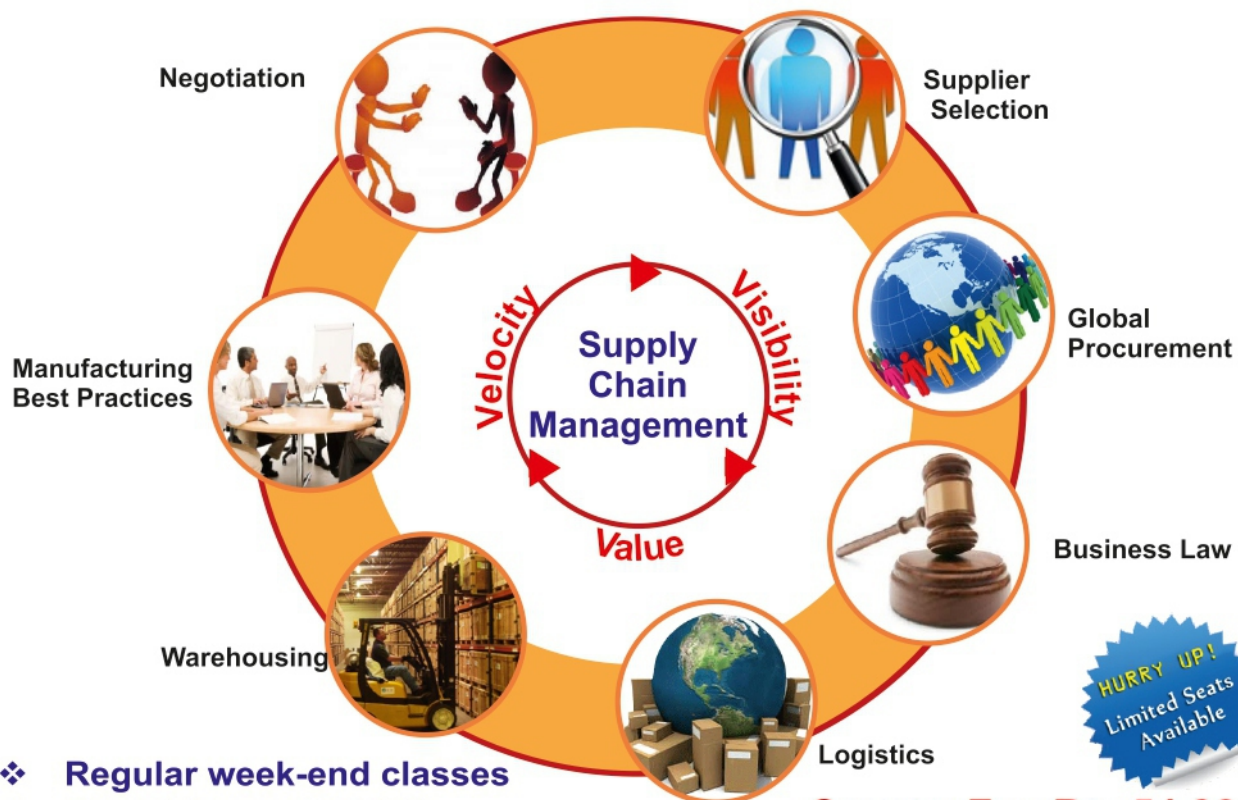 Negotiation
Supplier
Selection
Global
Procurement
Manufacturing
Best Practices
Velocity
Visibility
Value
Supply
Chain
Management
Business Law
Warehousing
Logistics
HURRY UP!
Limited Seats
Available
❖ Regular week-end classes